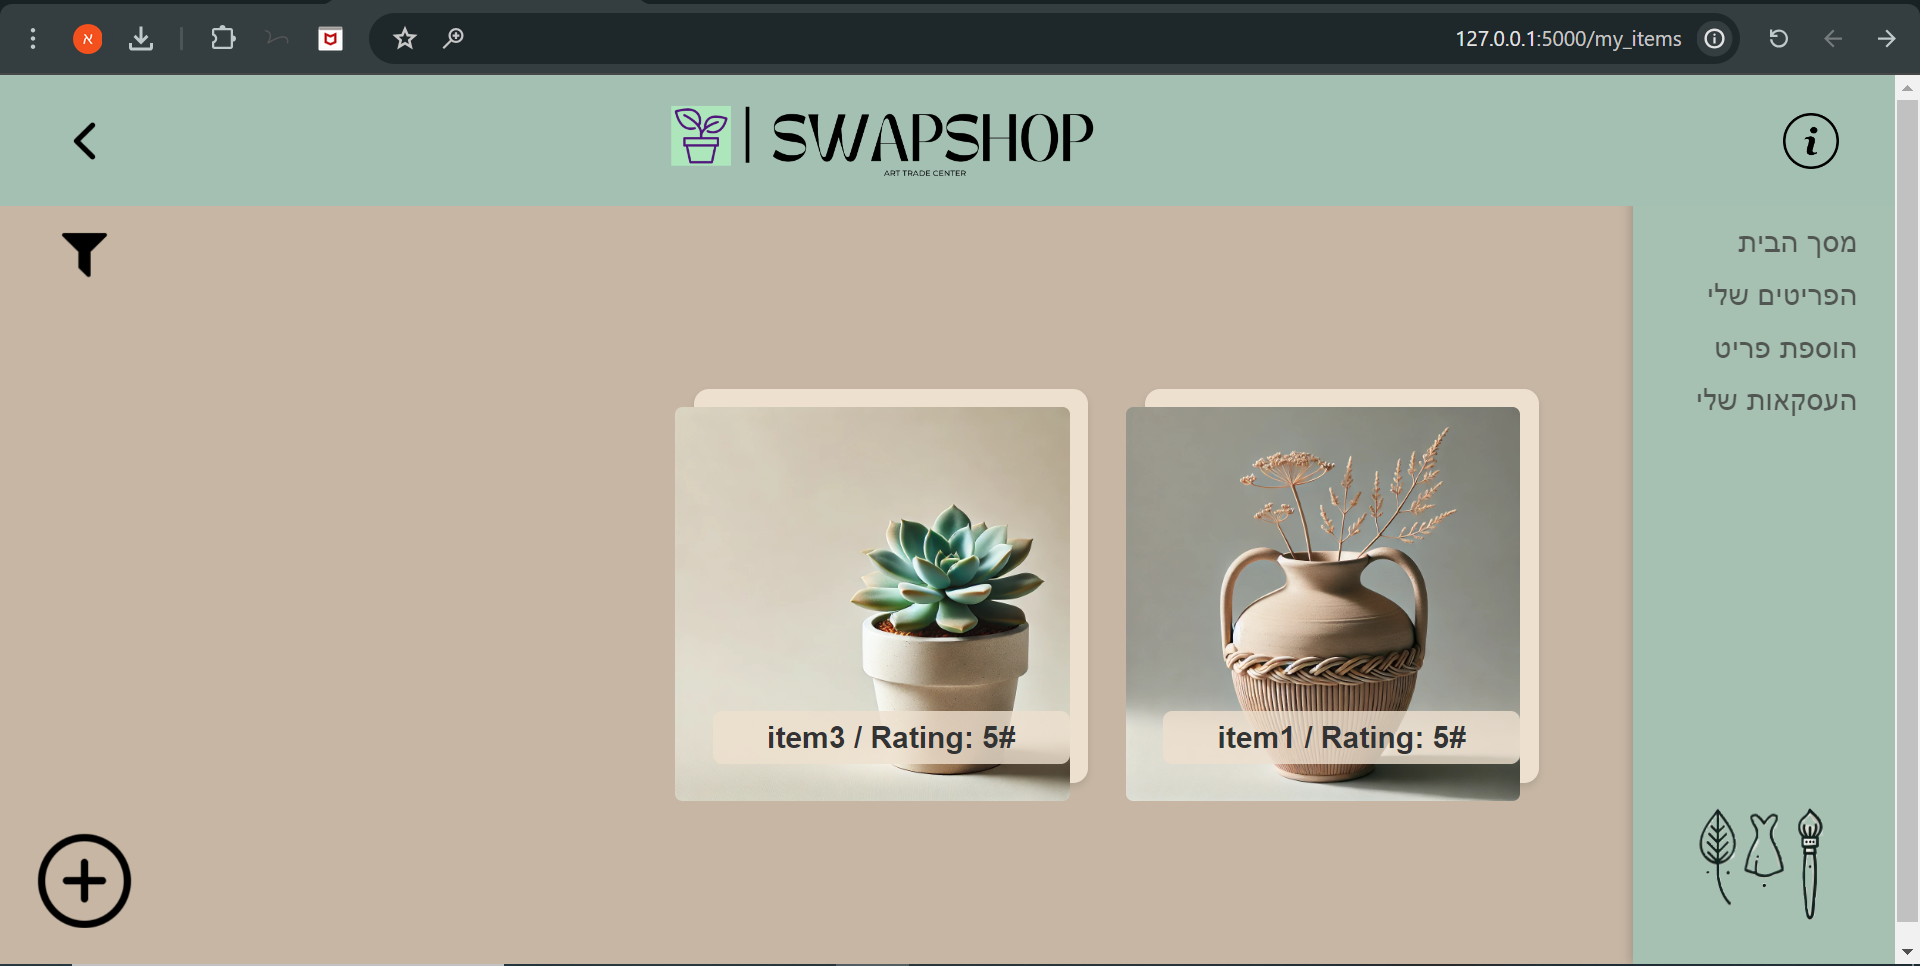 127.0.0.1:5000/my_items
א
SWAPSHOP
ART TRADE CENTER
i
מסך הבית
הפריטים שלי
הוספת פריט
העסקאות שלי
item1 / Rating: 5#
item3 / Rating: 5#